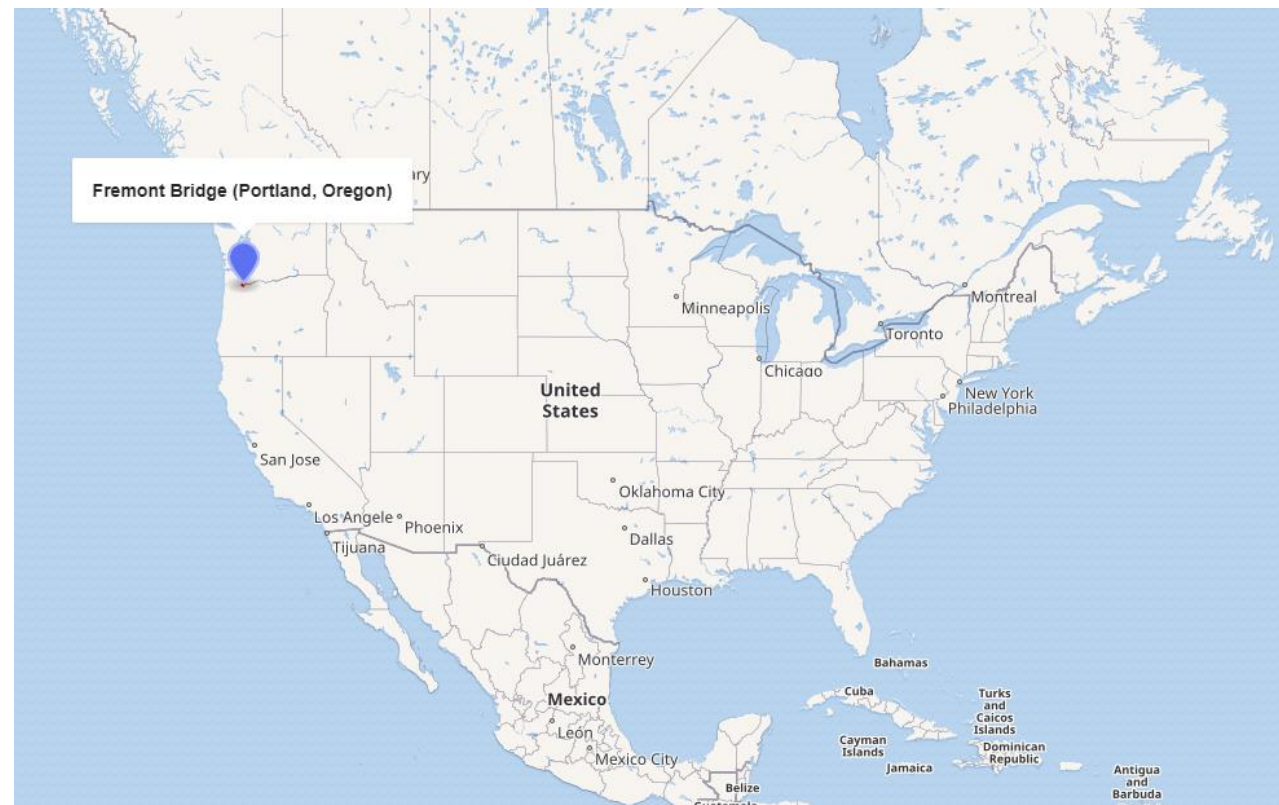 ary
Fremont Bridge (Portland, Oregon)
Minneapolis
Montreal
Toronto
Chicago
United
States
New York
Philadelphia
San Jose
Oklahoma City
Los Angele
Phoenix
Dallas
Tijuana
Ciudad Juárez
Houston
Monterrey
Bahamas
Mexico
Cuba
Turks
and
Caicos
Islands
León
Cayman
Islands
Dominican
Republic
Mexico City
Jamaica
Antigua
and
Barbuda
Belize